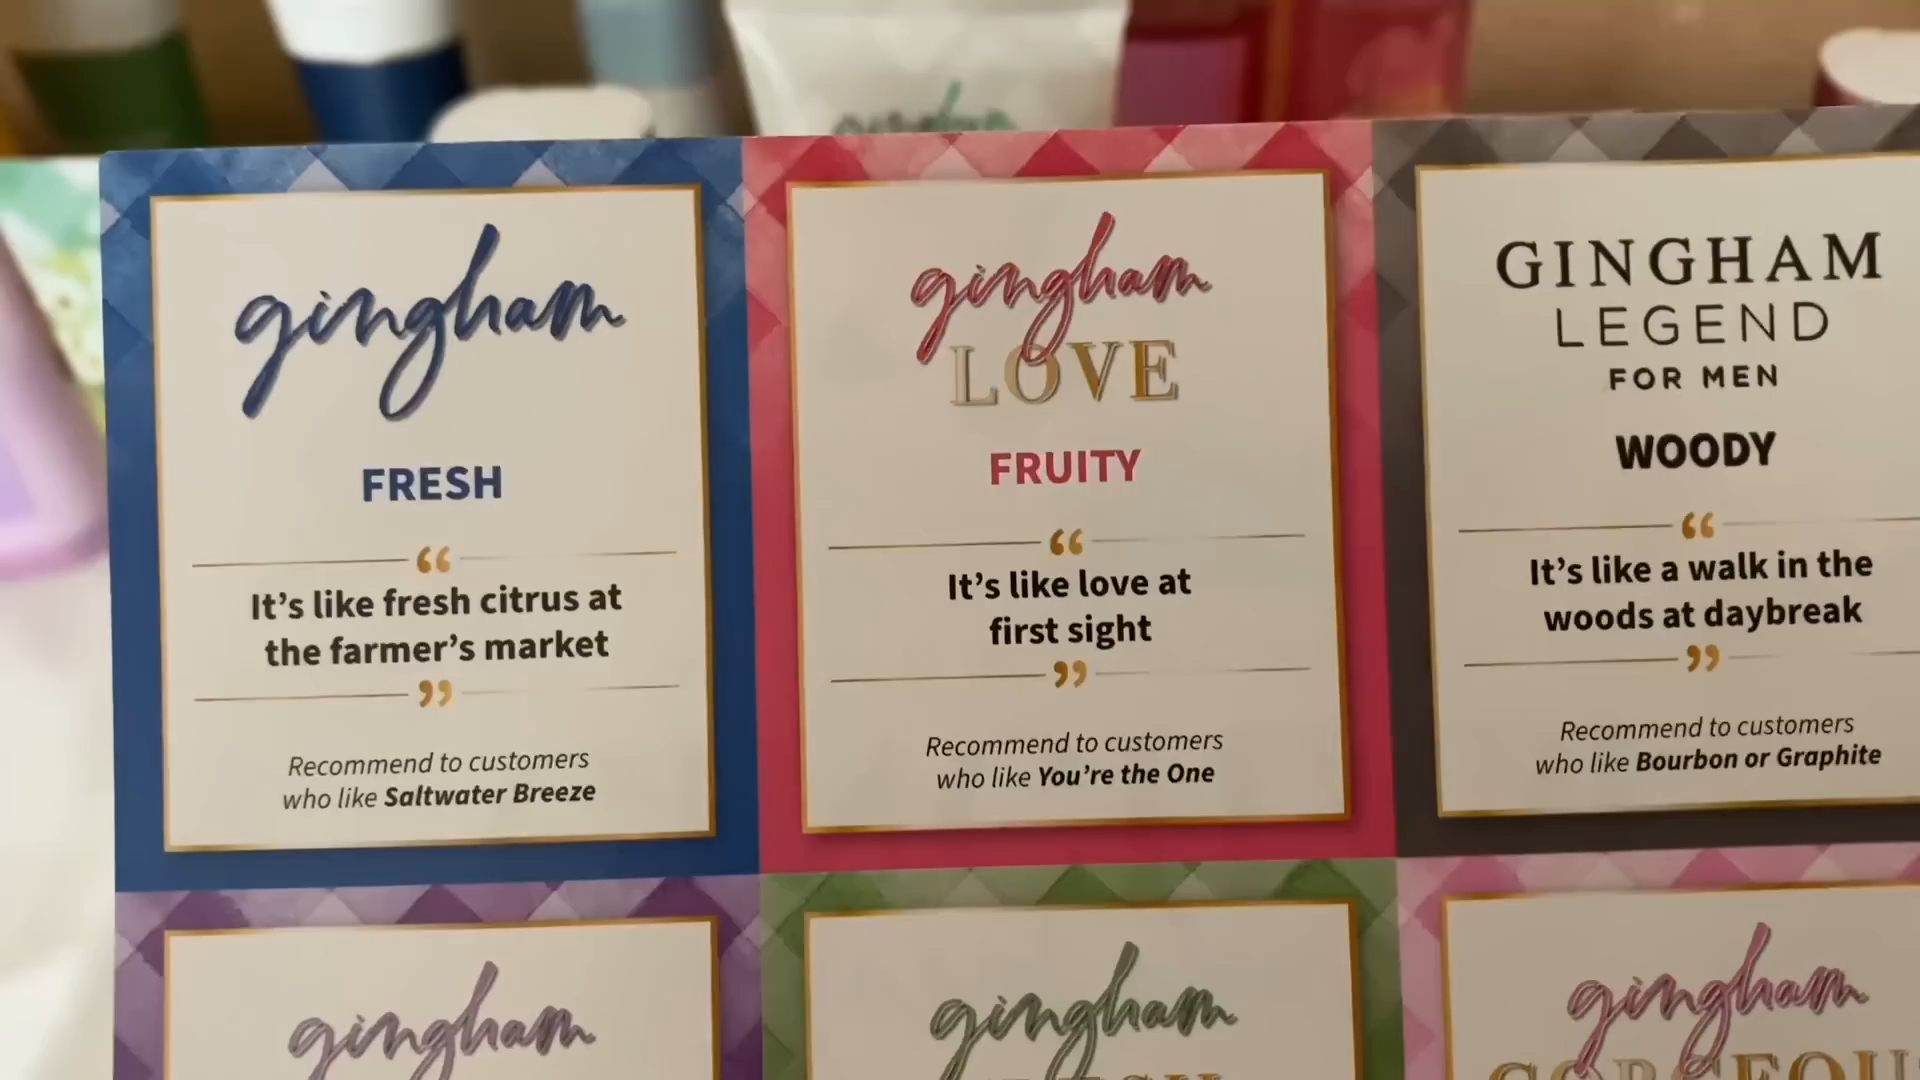 gingham
gingham
FRESH
“
It's like fresh citrus at
the farmer's market
”
Recommend to customers
who like Saltwater Breeze
gingham
LOVE
FRUITY
“
It's like love at
first sight
”
Recommend to customers
who like You're the One
GINGHAM
LEGEND
FOR MEN
WOODY
“
It's like a walk in the
woods at daybreak
”
Recommend to customers
who like Bourbon or Graphite
gingham
gingham
gingham